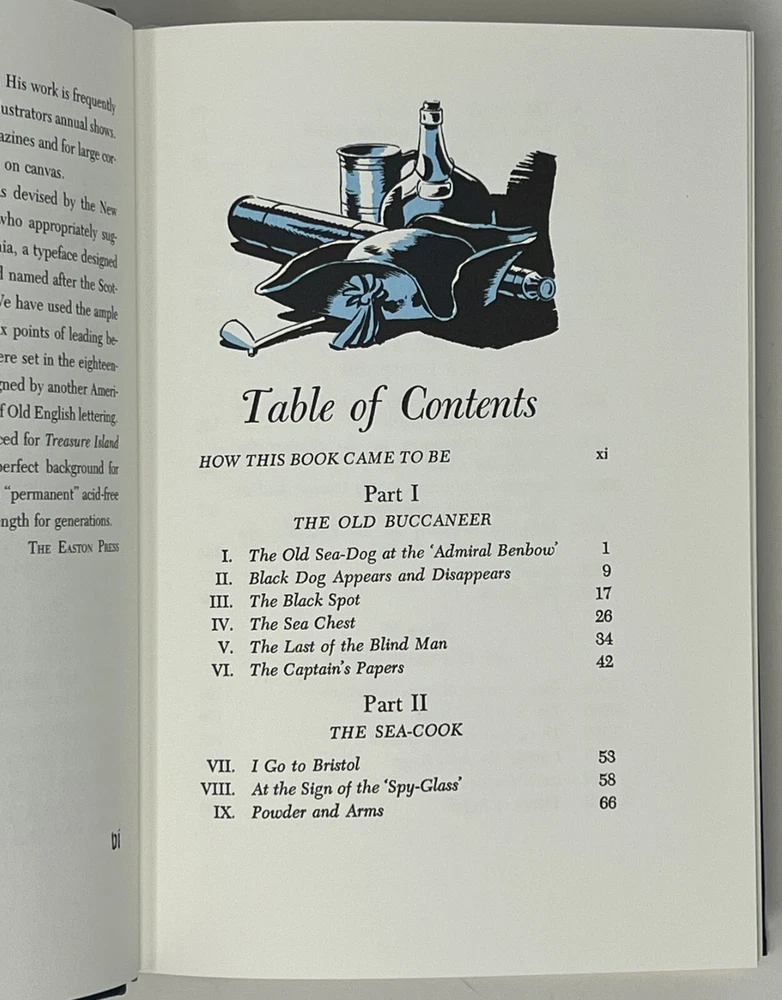 His work is frequently
ustrators annual shows.
azines and for large cor-
on canvas.
s devised by the New
who appropriately sug-
nia, a typeface designed
d named after the Scot-
We have used the ample
x points of leading be-
ere set in the eighteen-
gned by another Ameri-
f Old English lettering.
ced for Treasure Island
perfect background for
"permanent" acid-free
ngth for generations.
THE EASTON PRESS
vi
Table of Contents
HOW THIS BOOK CAME TO BE xi
Part I
THE OLD BUCCANEER
I. The Old Sea-Dog at the 'Admiral Benbow' 1
II. Black Dog Appears and Disappears 9
III. The Black Spot 17
IV. The Sea Chest 26
V. The Last of the Blind Man 34
VI. The Captain's Papers 42
Part II
THE SEA-COOK
VII. I Go to Bristol 53
VIII. At the Sign of the 'Spy-Glass' 58
IX. Powder and Arms 66